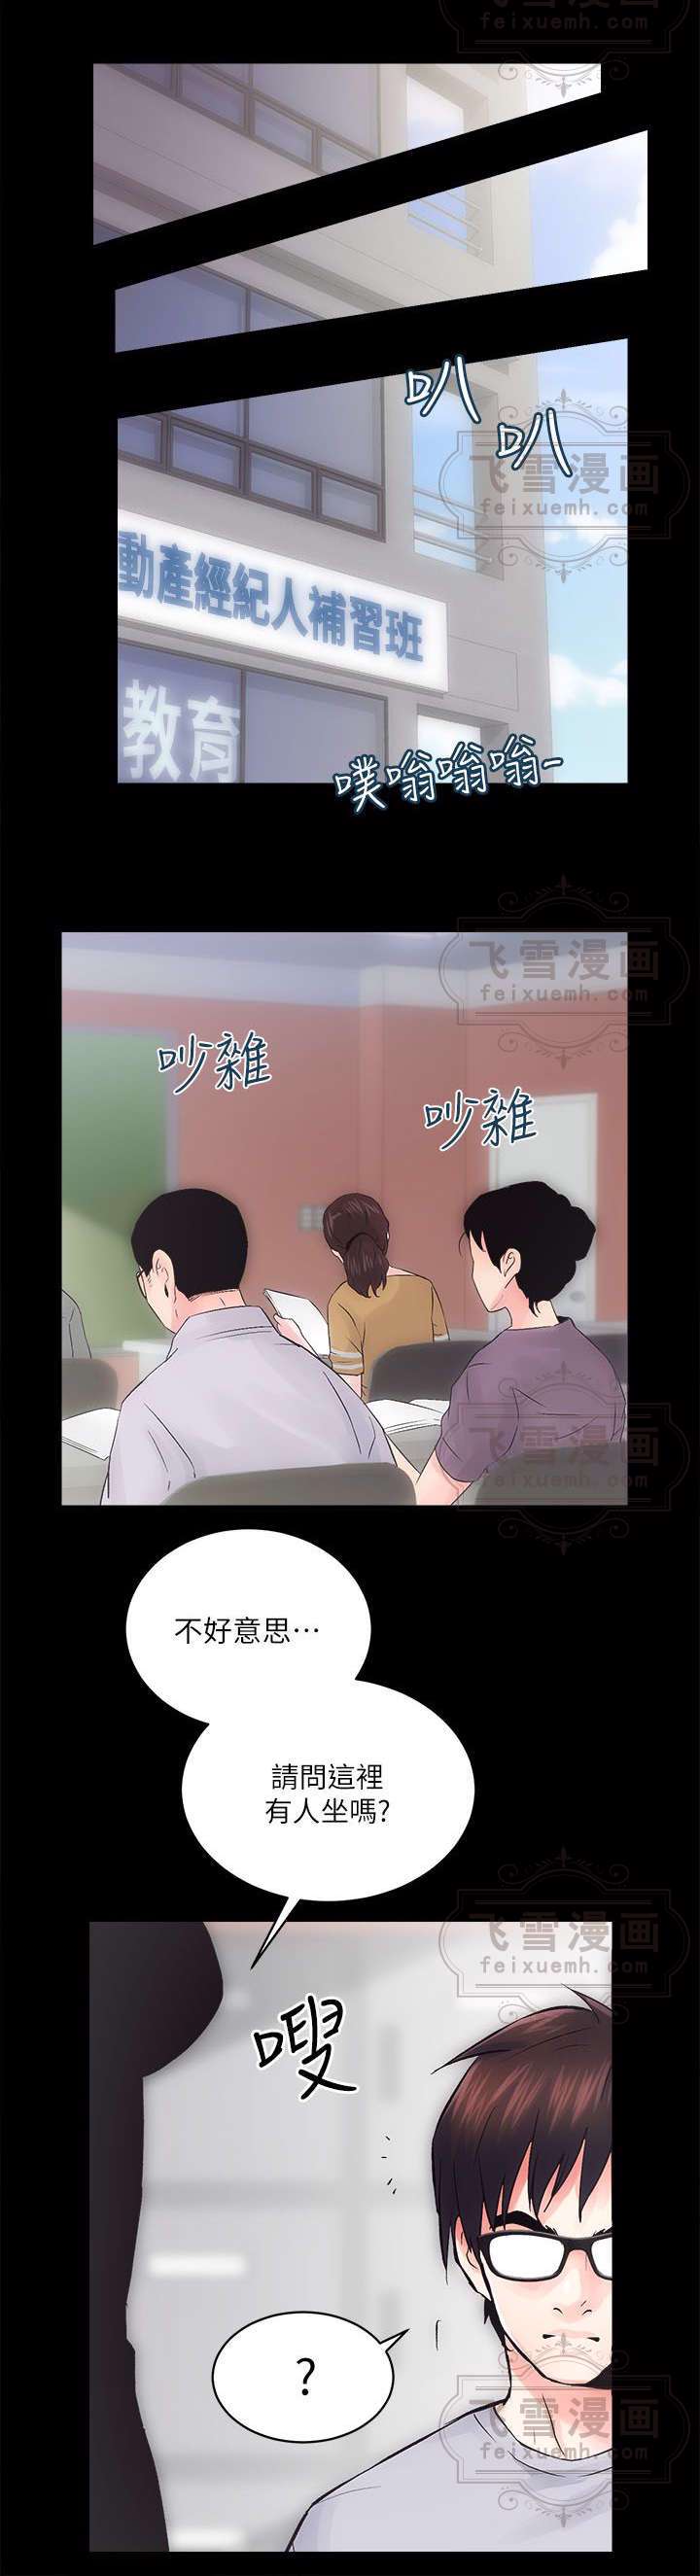 飞雪漫画
feixuemh.com
叭
叭
飞雪漫画
feixuemh.com
動產經紀人補習班
教育
噗嗡嗡嗡-
飞雪漫画
feixuemh.com
吵雜
吵雜
飞雪漫画
feixuemh.com
不好意思…
請問這裡
有人坐嗎?
飞雪漫画
feixuemh.com
嗖
?
飞雪漫画
feixuemh.com